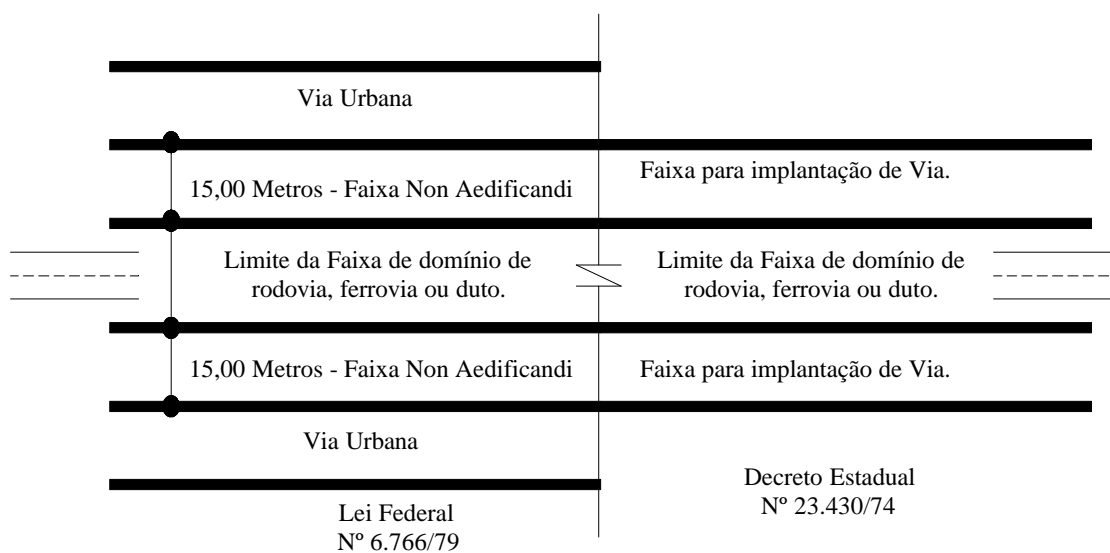 Via Urbana
Faixa para implantação de Via.
15,00 Metros - Faixa Non Aedificandi
Limite da Faixa de domínio de
rodovia, ferrovia ou duto.
Limite da Faixa de domínio de
rodovia, ferrovia ou duto.
15,00 Metros - Faixa Non Aedificandi
Faixa para implantação de Via.
Via Urbana
Decreto Estadual
Nº 23.430/74
Lei Federal
Nº 6.766/79